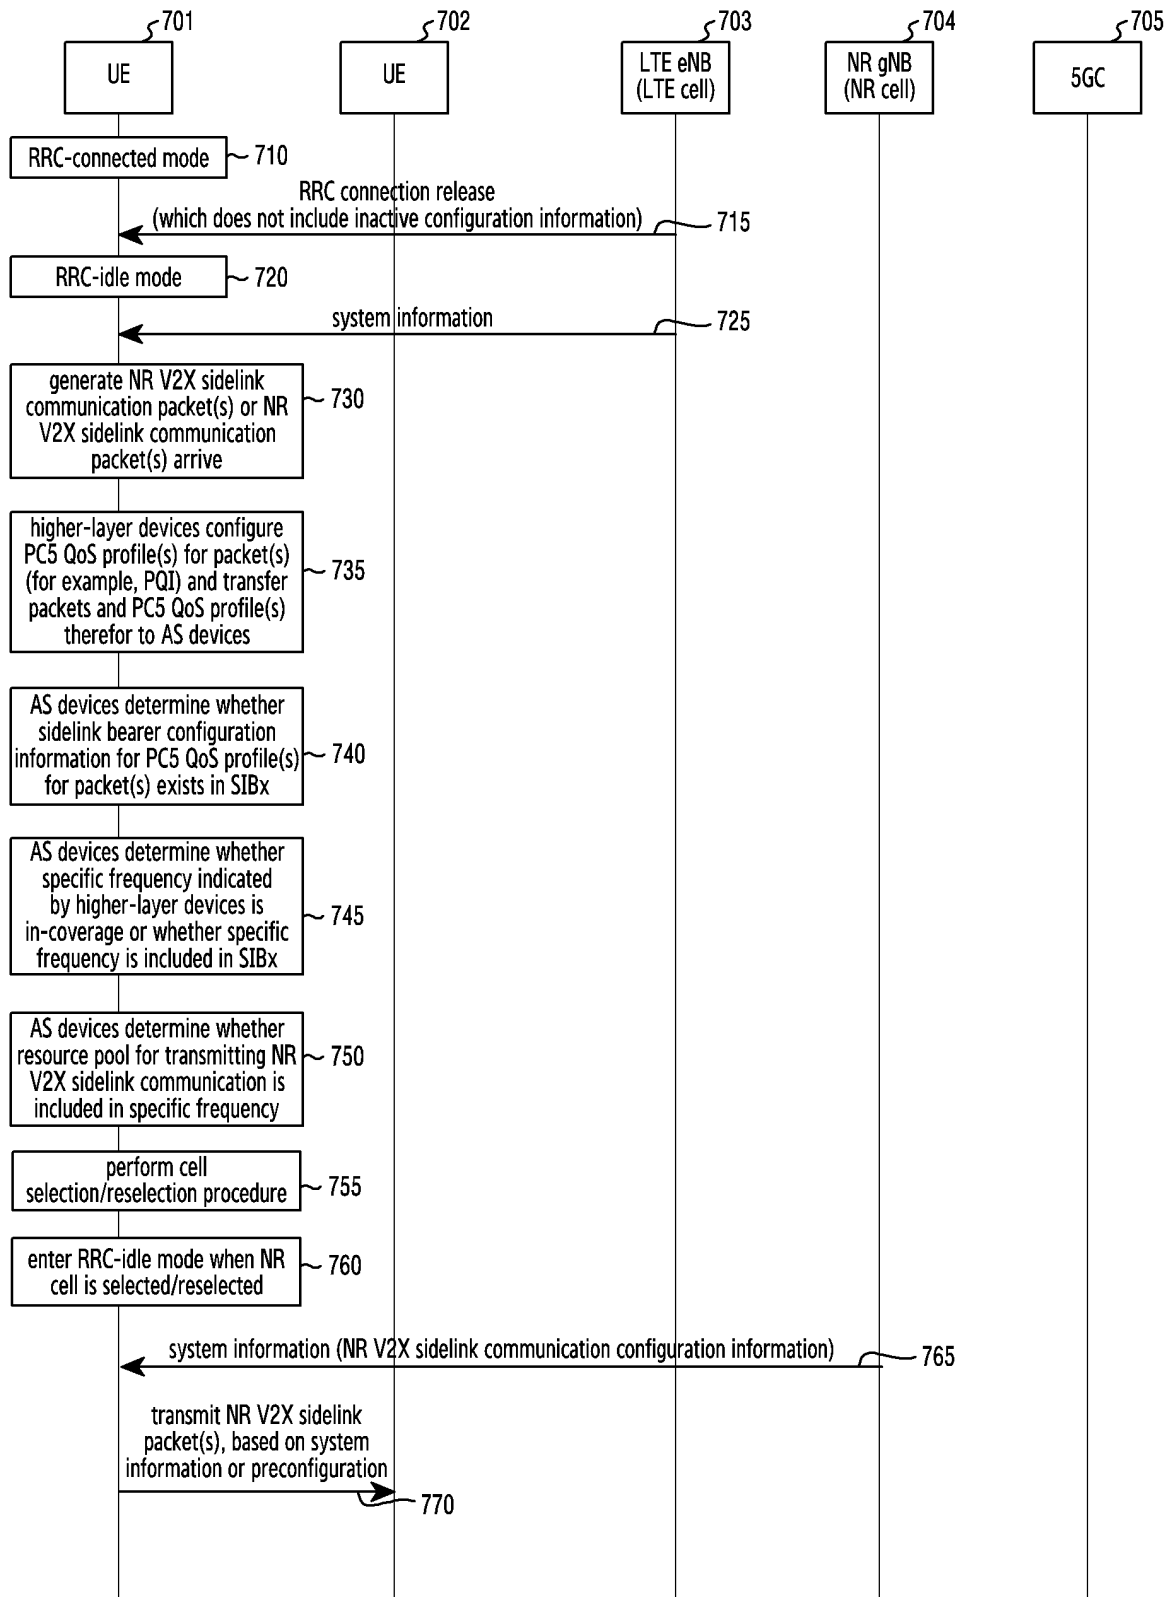 701
702
703
704
705
UE
UE
LTE eNB
(LTE cell)
NR gNB
(NR cell)
5GC
RRC-connected mode
710
RRC connection release
(which does not include inactive configuration information)
715
RRC-idle mode
720
system information
725
generate NR V2X sidelink
communication packet(s) or NR
V2X sidelink communication
packet(s) arrive
730
higher-layer devices configure
PC5 QoS profile(s) for packet(s)
(for example, PQI) and transfer
packets and PC5 QoS profile(s)
therefor to AS devices
735
AS devices determine whether
sidelink bearer configuration
information for PC5 QoS profile(s)
for packet(s) exists in SIBx
740
AS devices determine whether
specific frequency indicated
by higher-layer devices is
in-coverage or whether specific
frequency is included in SIBx
745
AS devices determine whether
resource pool for transmitting NR
V2X sidelink communication is
included in specific frequency
750
perform cell
selection/reselection procedure
755
enter RRC-idle mode when NR
cell is selected/reselected
760
system information (NR V2X sidelink communication configuration information)
765
transmit NR V2X sidelink
packet(s), based on system
information or preconfiguration
770